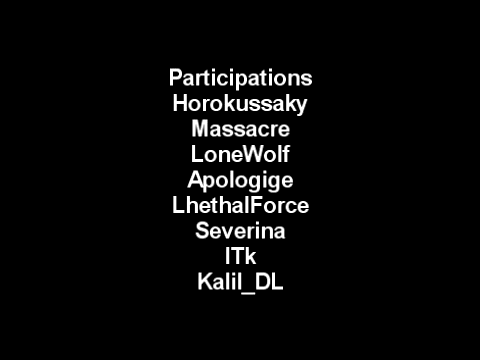 Participations
Horokussaky
Massacre
LoneWolf
Apologige
LhethalForce
Severina
ITk
Kalil_DL